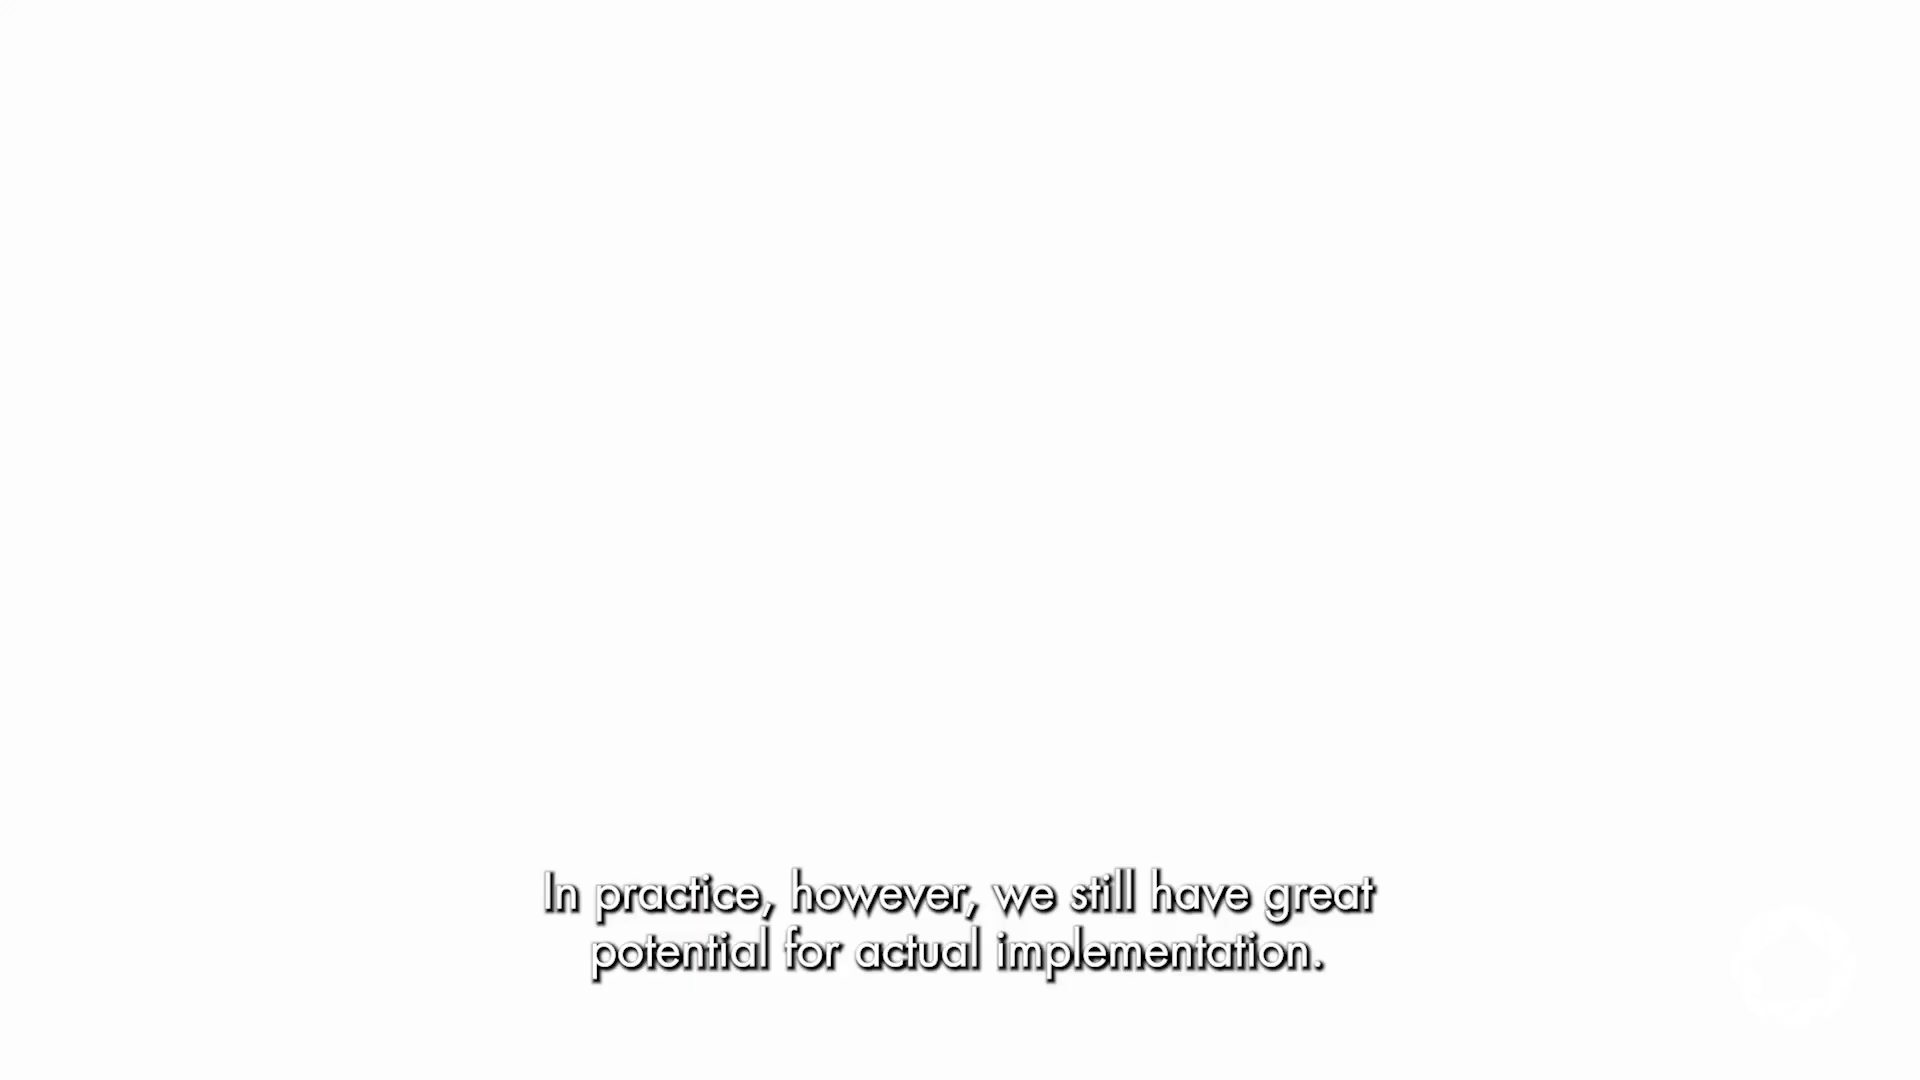 In practice, however, we still have great
potential for actual implementation.